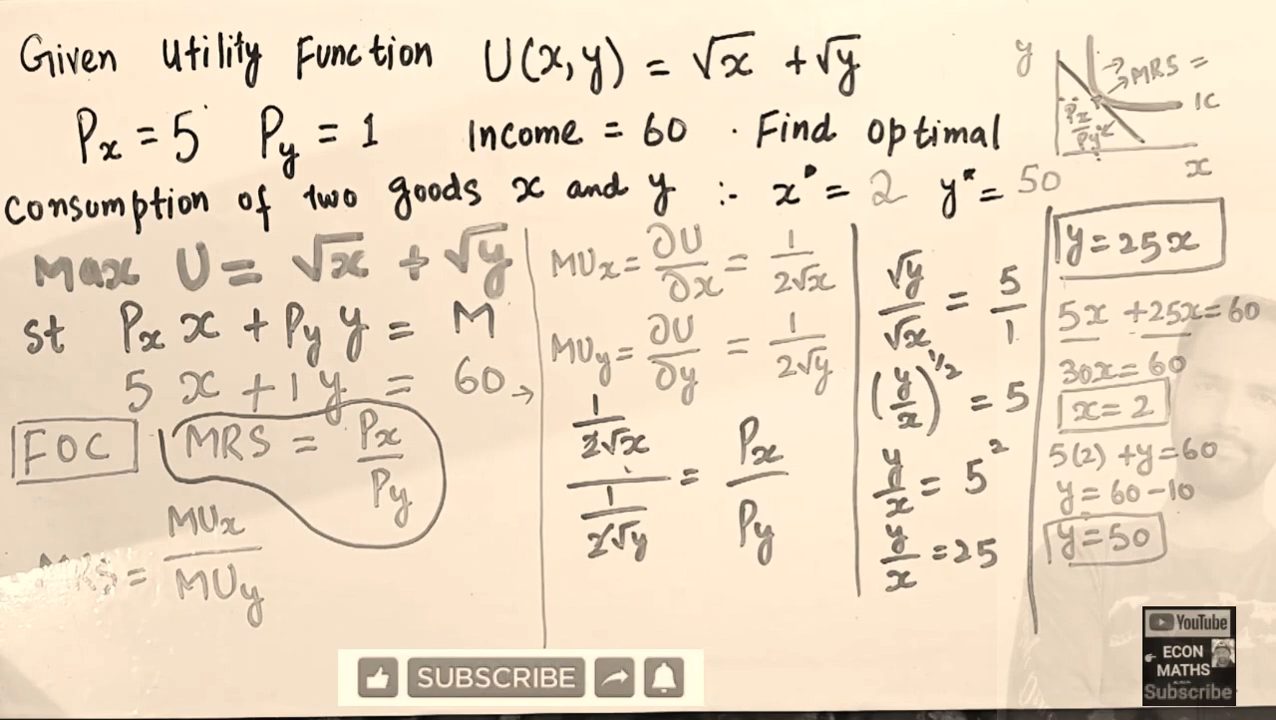 Given Utility Function U(x,y) = √x + √y
Px = 5 Py = 1 Income = 60 . Find optimal
consumption of two goods x and y :- x* = 2 y* = 50
y
→ MRS =
IC
Px/Py
x
Max U = √x + √y
st Px x + Py y = M
5 x + 1 y = 60 →
FOC MRS = Px/Py
MRS = MUx/MUy
MUx = ∂U/∂x = 1/2√x
MUy = ∂U/∂y = 1/2√y
(1/2√x)/(1/2√y) = Px/Py
√y/√x = 5/1
(y/x)^1/2 = 5
y/x = 5²
y/x = 25
y = 25x
5x + 25x = 60
30x = 60
x = 2
5(2) + y = 60
y = 60 - 10
y = 50
SUBSCRIBE
YouTube
ECON
MATHS
Subscribe